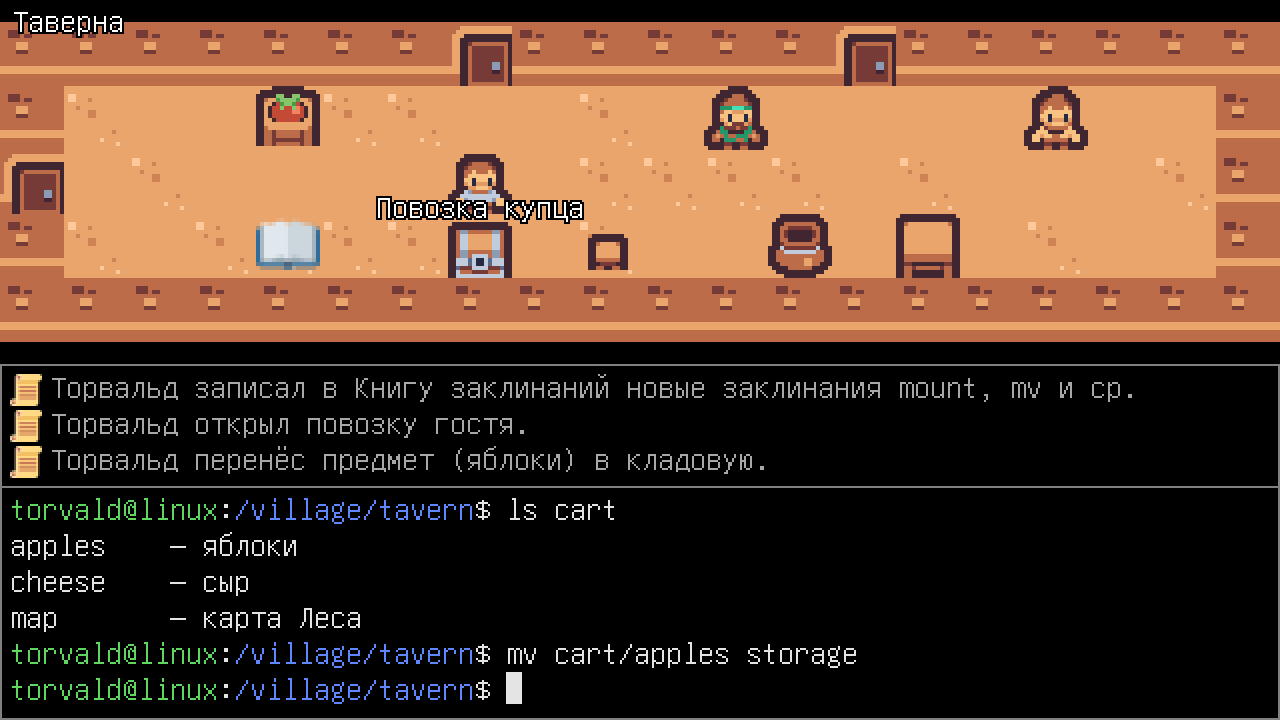 Таверна
Повозка купца
Торвальд записал в Книгу заклинаний новые заклинания mount, mv и cp.
Торвальд открыл повозку гостя.
Торвальд перенёс предмет (яблоки) в кладовую.
torvald@linux:/village/tavern$ ls cart
apples    — яблоки
cheese    — сыр
map       — карта Леса
torvald@linux:/village/tavern$ mv cart/apples storage
torvald@linux:/village/tavern$